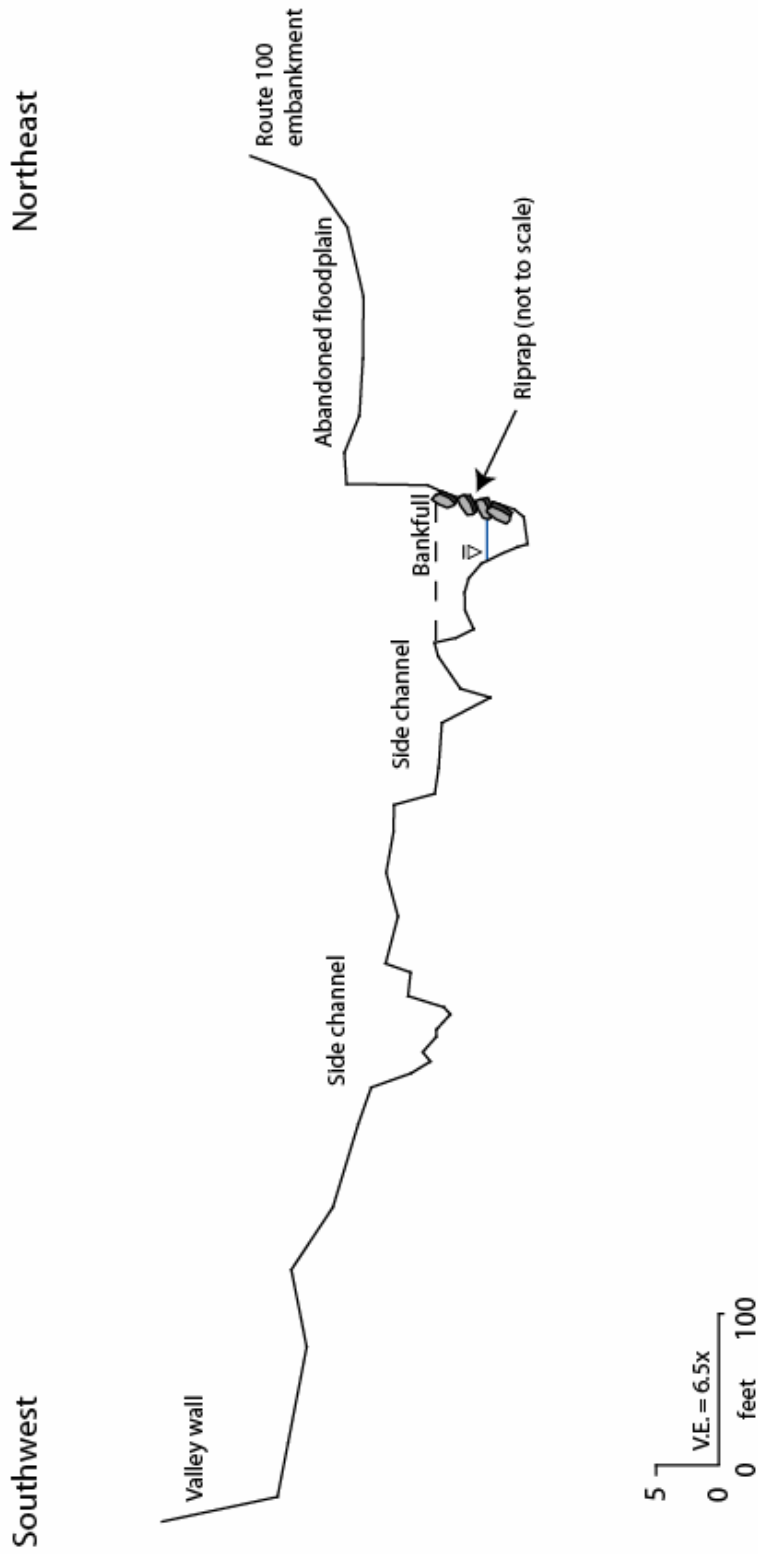 Southwest
Northeast
Valley wall
Side channel
Side channel
Bankfull
Abandoned floodplain
Route 100
embankment
Riprap (not to scale)
5
0
V.E. = 6.5x
0
feet
100